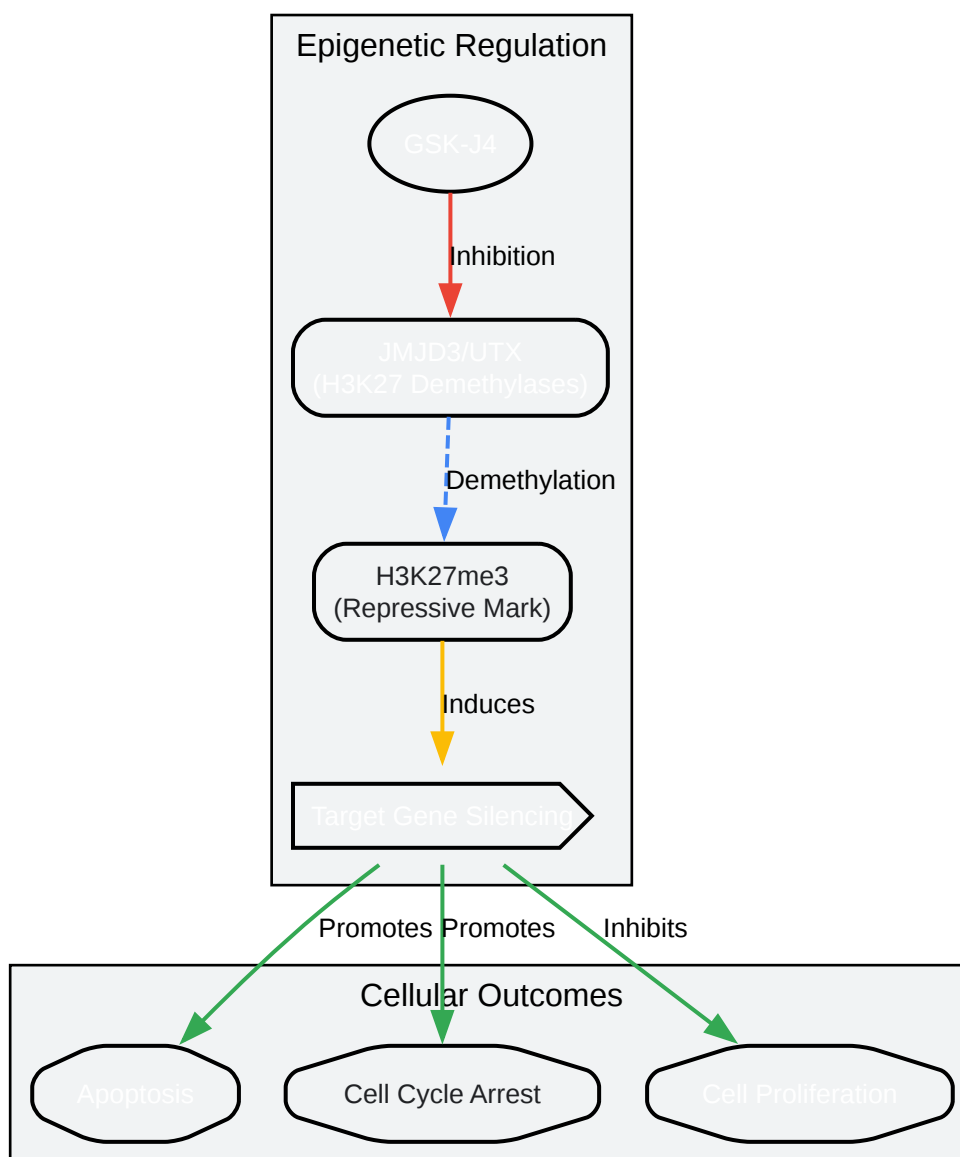 Epigenetic Regulation
GSK-J4
Inhibition
JMJD3/UTX
(H3K27 Demethylases)
Demethylation
H3K27me3
(Repressive Mark)
Induces
Target Gene Silencing
Promotes
Promotes
Inhibits
Cellular Outcomes
Apoptosis
Cell Cycle Arrest
Cell Proliferation